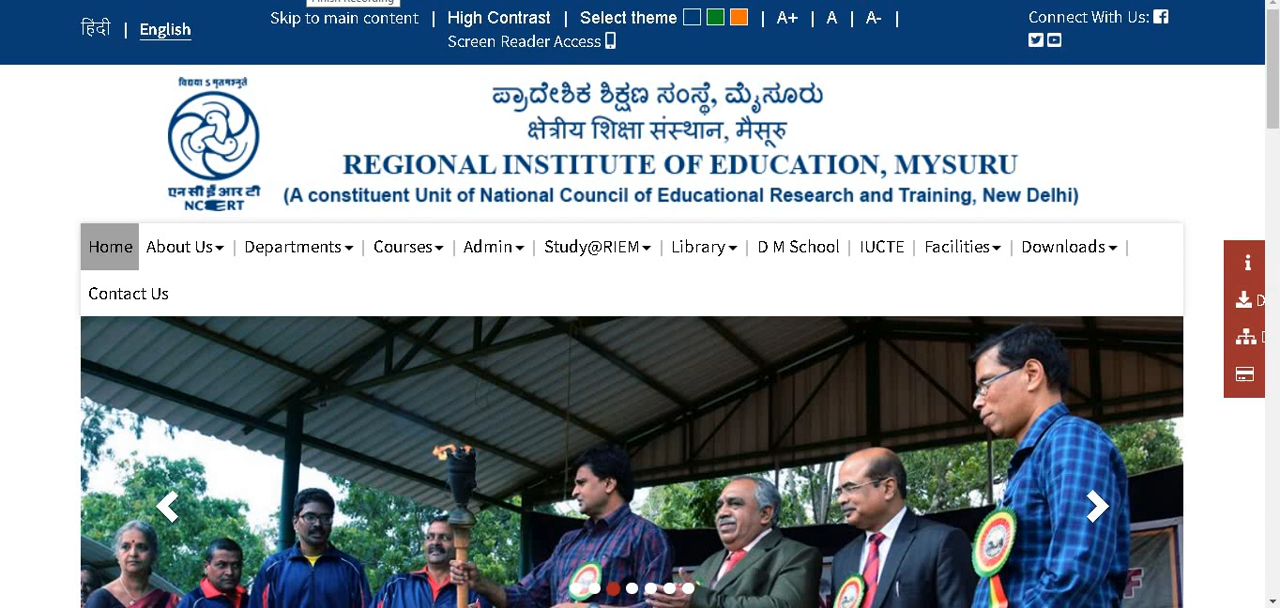 हिंदी | English
Skip to main content | High Contrast | Select theme | A+ | A | A- |
Screen Reader Access
Connect With Us:
विद्यया ऽ मृतमश्नुते
एन सी ई आर टी
NCERT
ಪ್ರಾದೇಶಿಕ ಶಿಕ್ಷಣ ಸಂಸ್ಥೆ, ಮೈಸೂರು
क्षेत्रीय शिक्षा संस्थान, मैसूरु
REGIONAL INSTITUTE OF EDUCATION, MYSURU
(A constituent Unit of National Council of Educational Research and Training, New Delhi)
Home About Us | Departments | Courses | Admin | Study@RIEM | Library | D M School | IUCTE | Facilities | Downloads |
Contact Us